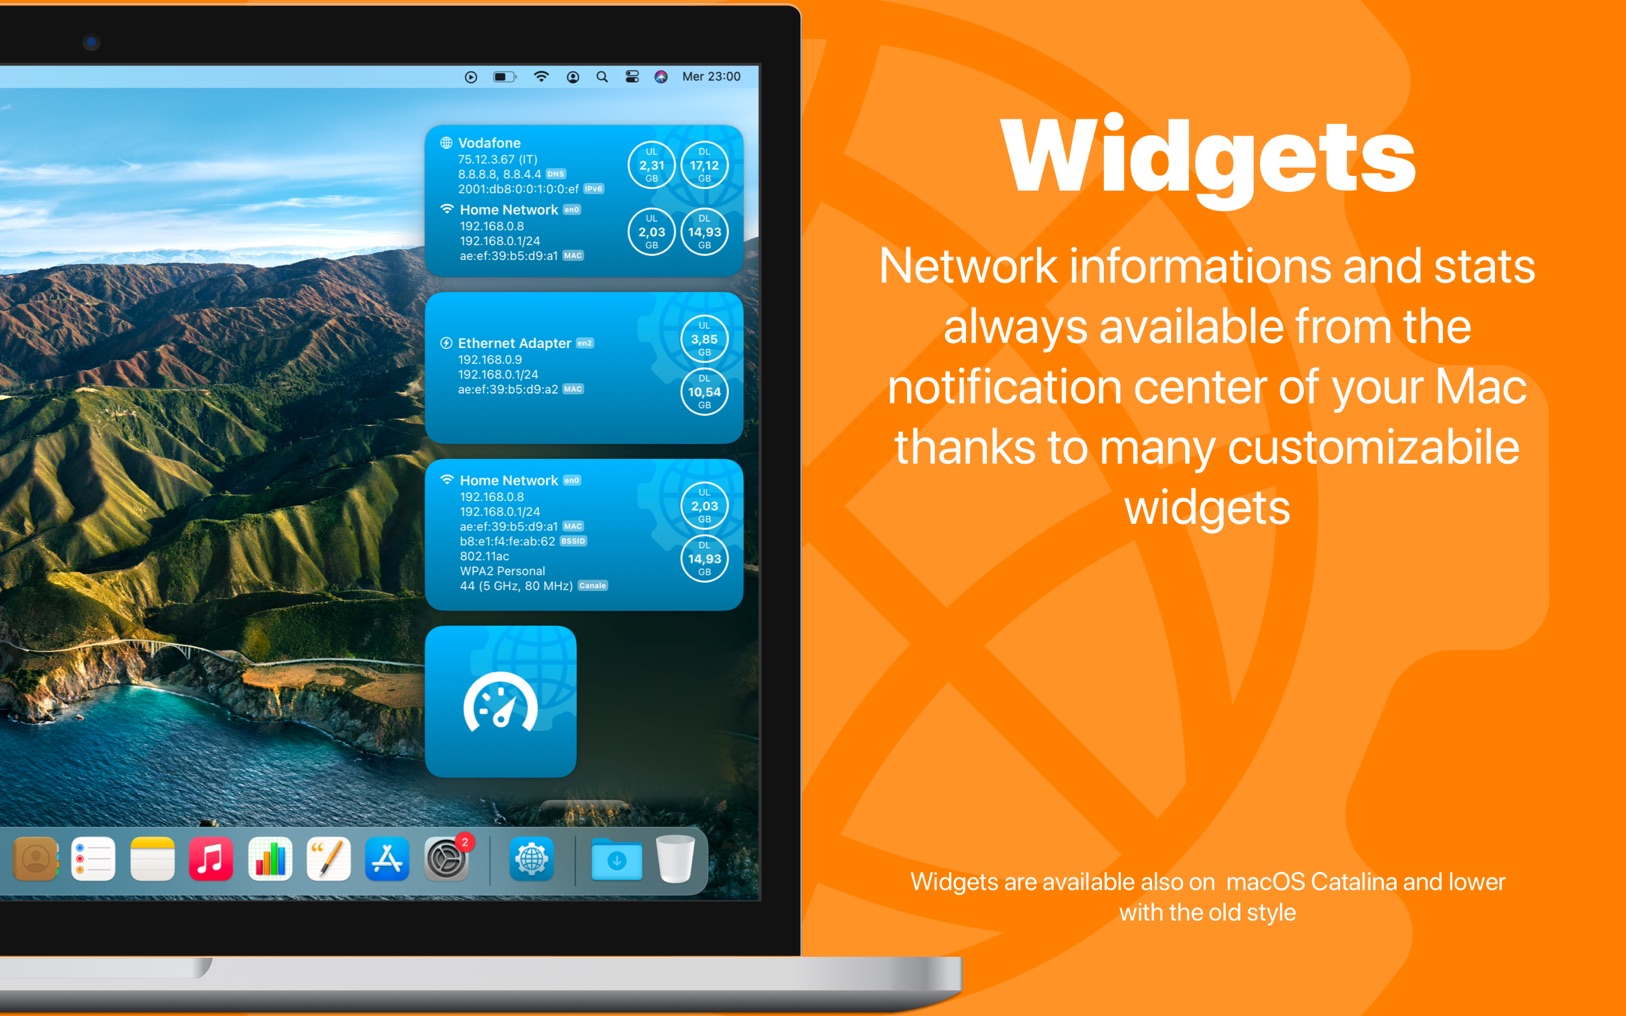 Mer 23:00
Vodafone
75.12.3.67 (IT)
8.8.8.8, 8.8.4.4 DNS
2001:db8:0:0:1:0:0:ef IPv6
UL
2,31
GB
DL
17,12
GB
Home Network en0
192.168.0.8
192.168.0.1/24
ae:ef:39:b5:d9:a1 MAC
UL
2,03
GB
DL
14,93
GB
Ethernet Adapter en2
192.168.0.9
192.168.0.1/24
ae:ef:39:b5:d9:a2 MAC
UL
3,85
GB
DL
10,54
GB
Home Network en0
192.168.0.8
192.168.0.1/24
ae:ef:39:b5:d9:a1 MAC
b8:e1:f4:fe:ab:62 BSSID
802.11ac
WPA2 Personal
44 (5 GHz, 80 MHz) Canale
UL
2,03
GB
DL
14,93
GB
2
Widgets
Network informations and stats
always available from the
notification center of your Mac
thanks to many customizabile
widgets
Widgets are available also on macOS Catalina and lower
with the old style